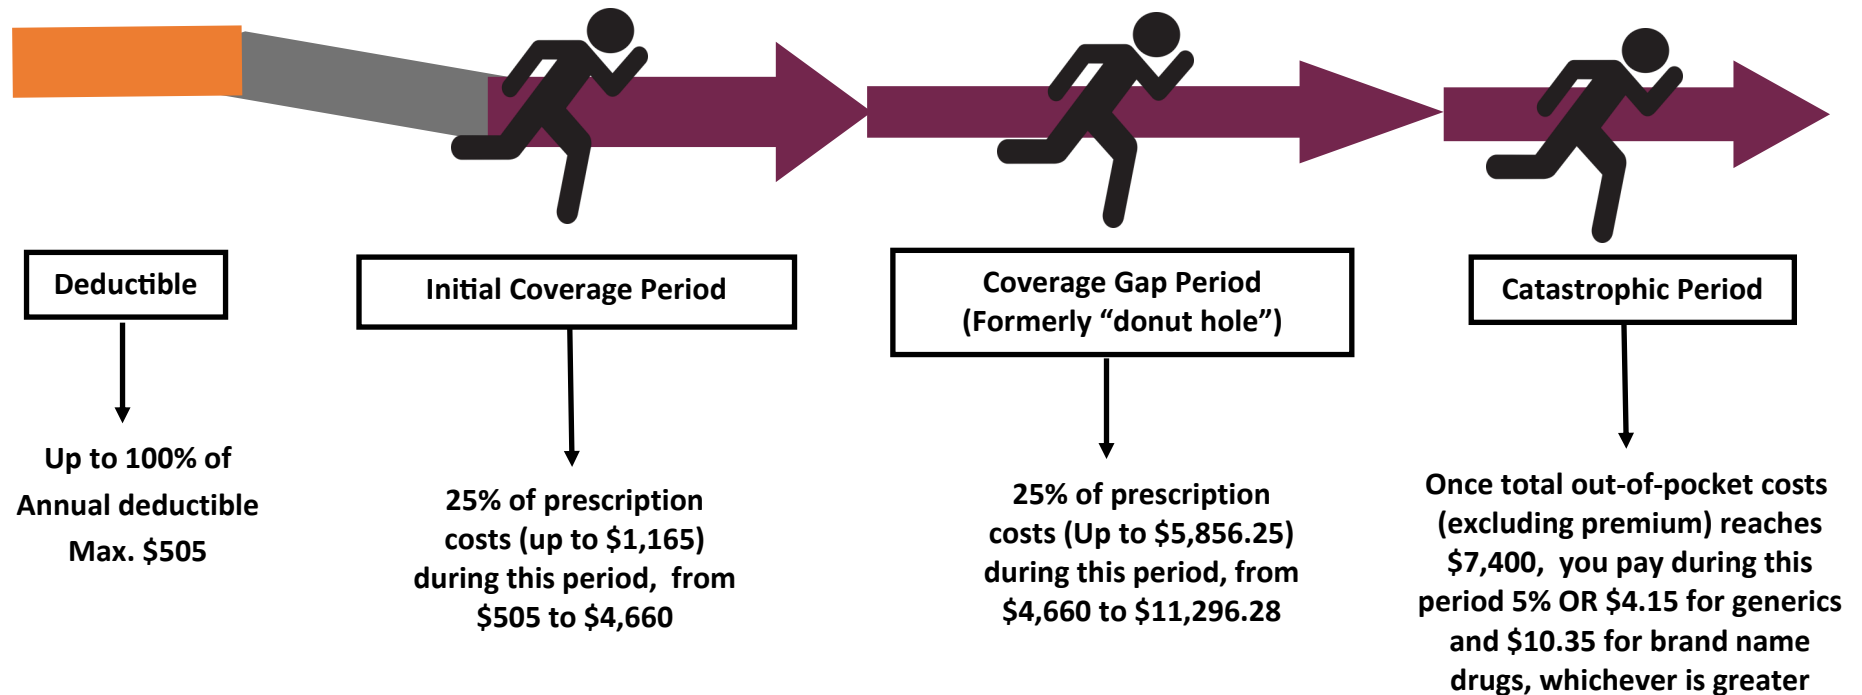 Deductible
Up to 100% of
Annual deductible
Max. $505
Initial Coverage Period
25% of prescription
costs (up to $1,165)
during this period, from
$505 to $4,660
Coverage Gap Period
(Formerly “donut hole”)
25% of prescription
costs (Up to $5,856.25)
during this period, from
$4,660 to $11,296.28
Catastrophic Period
Once total out-of-pocket costs
(excluding premium) reaches
$7,400, you pay during this
period 5% OR $4.15 for generics
and $10.35 for brand name
drugs, whichever is greater